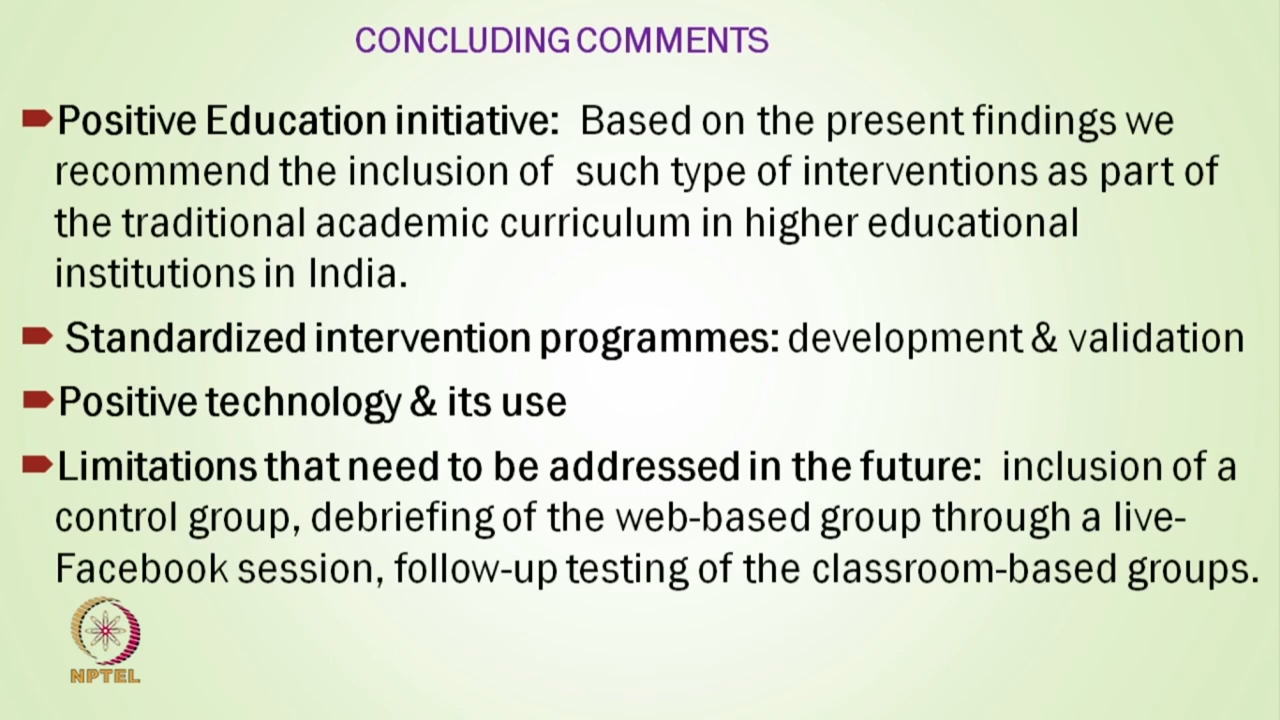 CONCLUDING COMMENTS
Positive Education initiative: Based on the present findings we
recommend the inclusion of such type of interventions as part of
the traditional academic curriculum in higher educational
institutions in India.
Standardized intervention programmes: development & validation
Positive technology & its use
Limitations that need to be addressed in the future: inclusion of a
control group, debriefing of the web-based group through a live-
Facebook session, follow-up testing of the classroom-based groups.
NPTEL